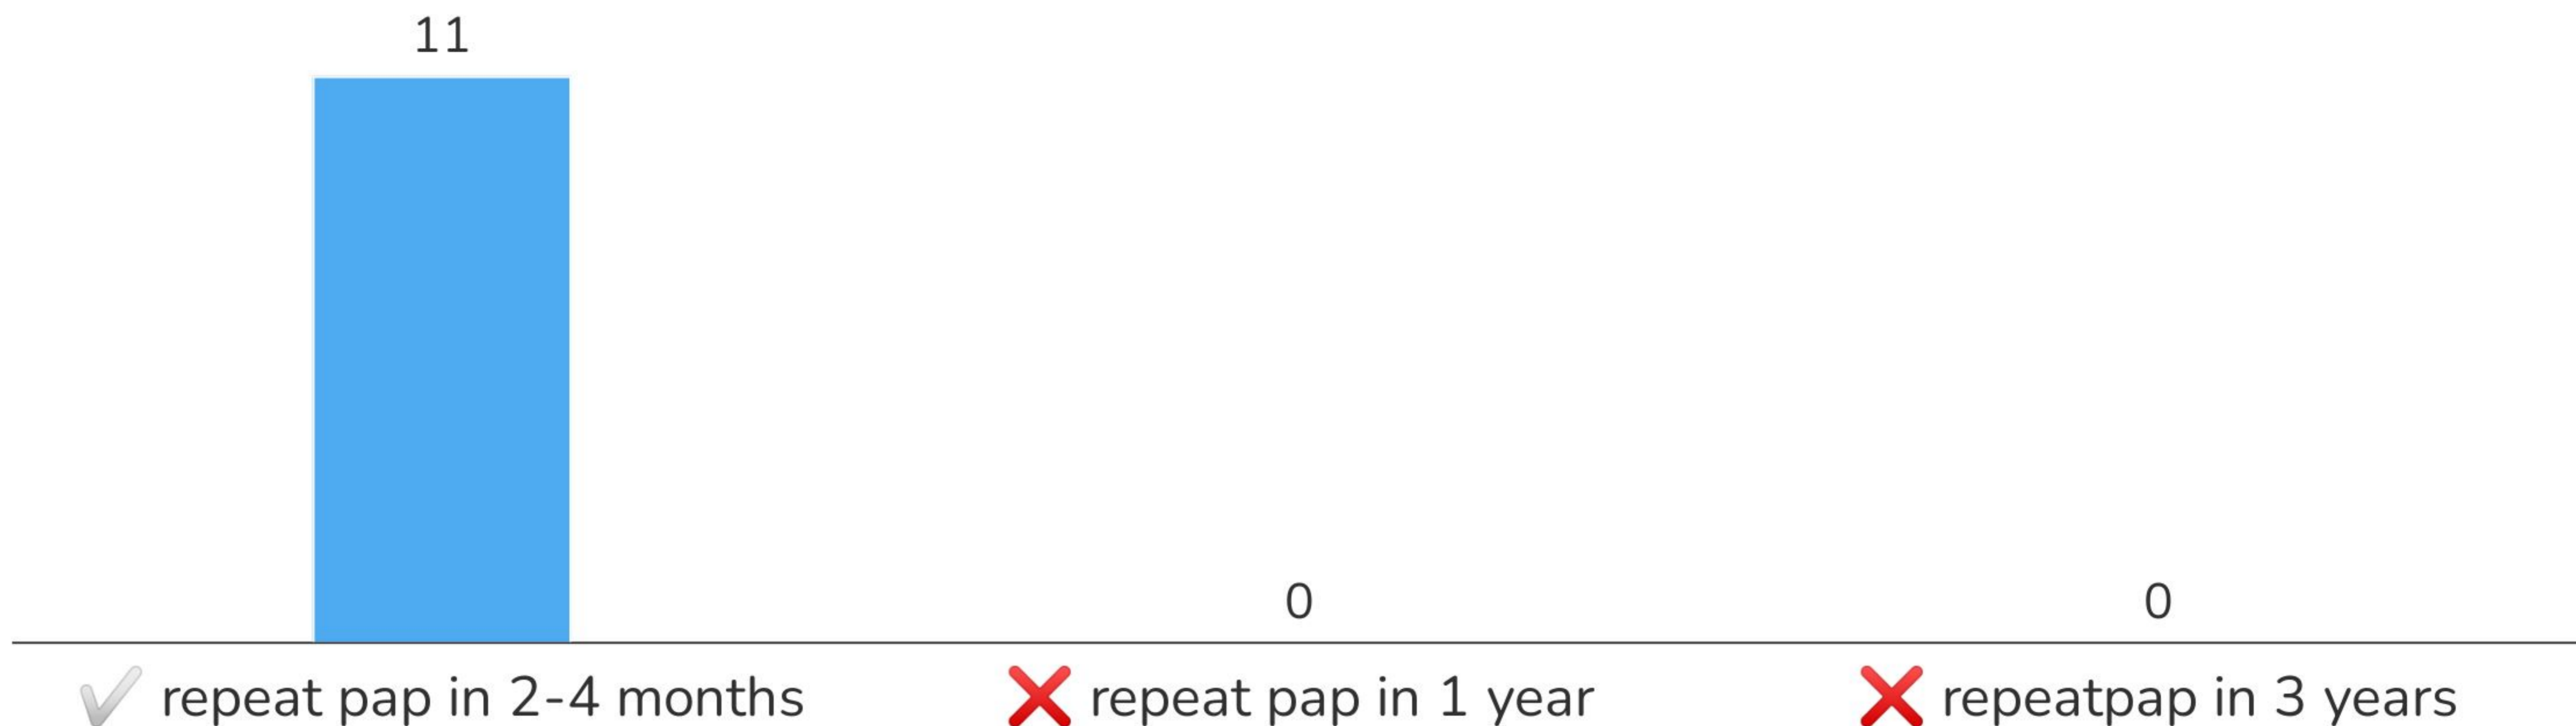 11
0
0
✔ repeat pap in 2-4 months
❌ repeat pap in 1 year
❌ repeatpap in 3 years